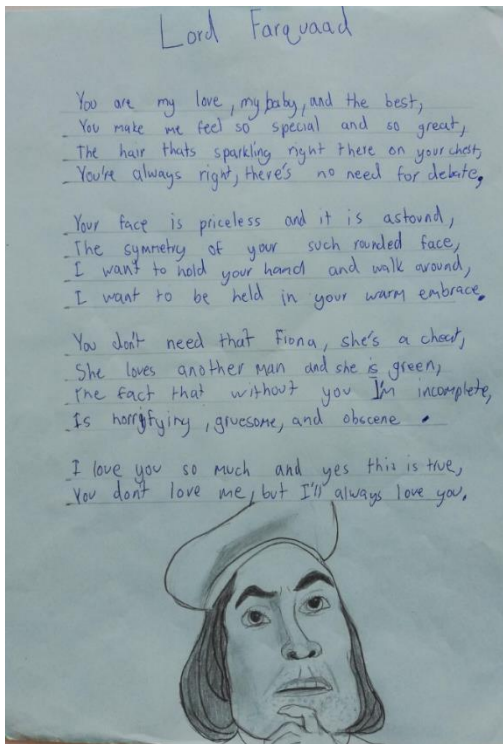 Lord Farquaad
You are my love, my baby, and the best,
You make me feel so special and so great,
The hair thats sparkling right there on your chest,
You're always right, there's no need for debate,
Your face is priceless and it is astound,
The symmetry of your such rounded face,
I want to hold your hand and walk around,
I want to be held in your warm embrace.
You don't need that Fiona, she's a cheat,
She loves another man and she is green,
The fact that without you I'm incomplete,
Is horrifying, gruesome, and obscene.
I love you so much and yes this is true,
You don't love me, but I'll always love you.